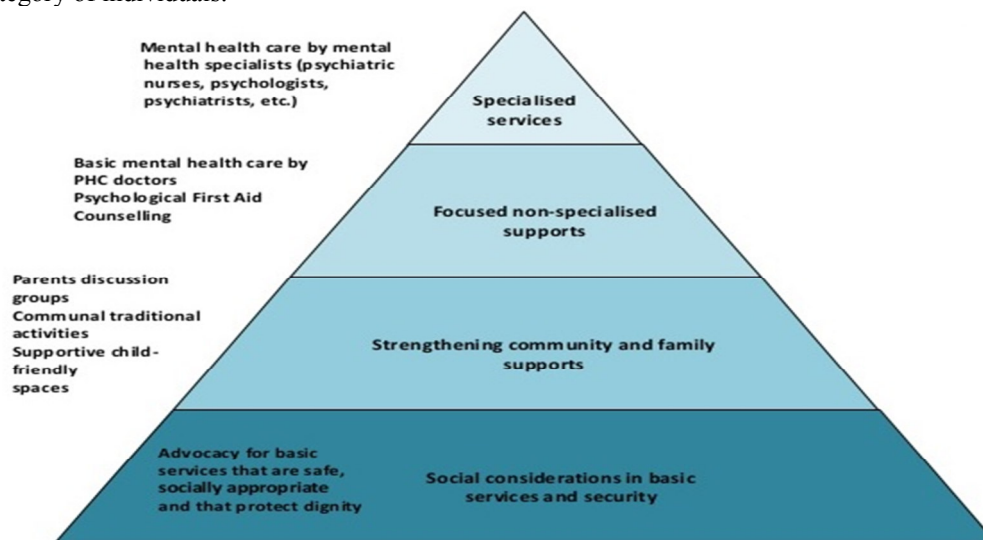 tegory of individuals.
Mental health care by mental
health specialists (psychiatric
nurses, psychologists,
psychiatrists, etc.)
Specialised
services
Basic mental health care by
PHC doctors
Psychological First Aid
Counselling
Focused non-specialised
supports
Parents discussion
groups
Communal traditional
activities
Supportive child-
friendly
spaces
Strengthening community and family
supports
Advocacy for basic
services that are safe,
socially appropriate
and that protect dignity
Social considerations in basic
services and security